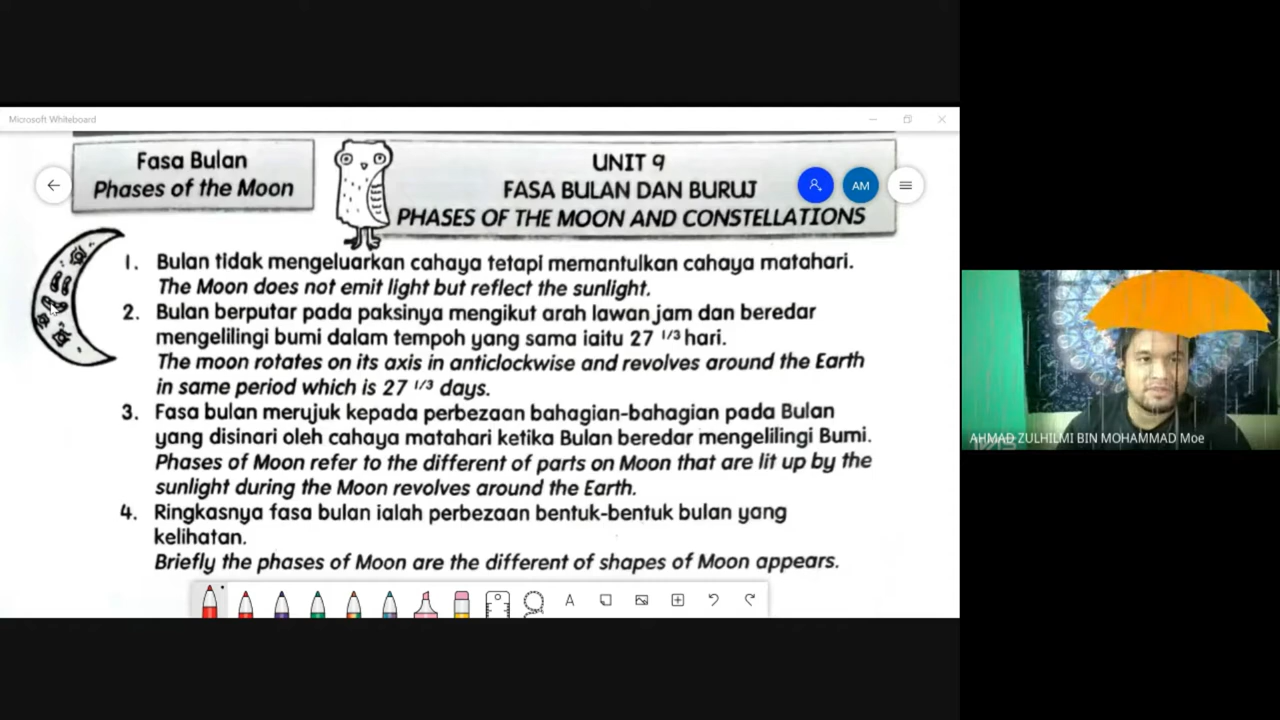 Microsoft Whiteboard
Fasa Bulan
Phases of the Moon
UNIT 9
FASA BULAN DAN BURUJ
PHASES OF THE MOON AND CONSTELLATIONS
AM
1. Bulan tidak mengeluarkan cahaya tetapi memantulkan cahaya matahari.
The Moon does not emit light but reflect the sunlight.
2. Bulan berputar pada paksinya mengikut arah lawan jam dan beredar
mengelilingi bumi dalam tempoh yang sama iaitu 27 1/3 hari.
The moon rotates on its axis in anticlockwise and revolves around the Earth
in same period which is 27 1/3 days.
3. Fasa bulan merujuk kepada perbezaan bahagian-bahagian pada Bulan
yang disinari oleh cahaya matahari ketika Bulan beredar mengelilingi Bumi.
Phases of Moon refer to the different of parts on Moon that are lit up by the
sunlight during the Moon revolves around the Earth.
4. Ringkasnya fasa bulan ialah perbezaan bentuk-bentuk bulan yang
kelihatan.
Briefly the phases of Moon are the different of shapes of Moon appears.
A
AHMAD ZULHILMI BIN MOHAMMAD Moe